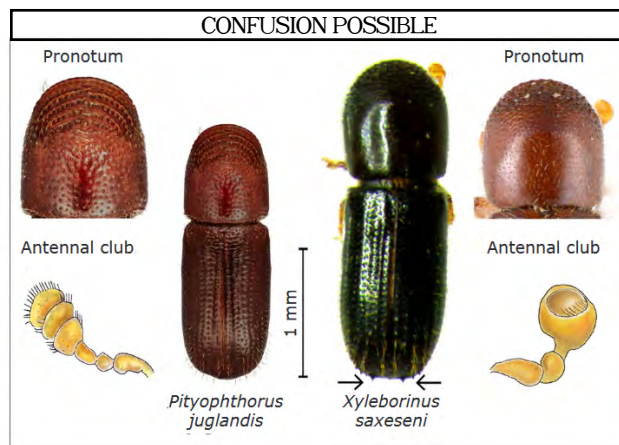 CONFUSION POSSIBLE
Pronotum
Pronotum
Antennal club
Antennal club
1 mm
Pityophthorus
juglandis
Xyleborinus
saxeseni